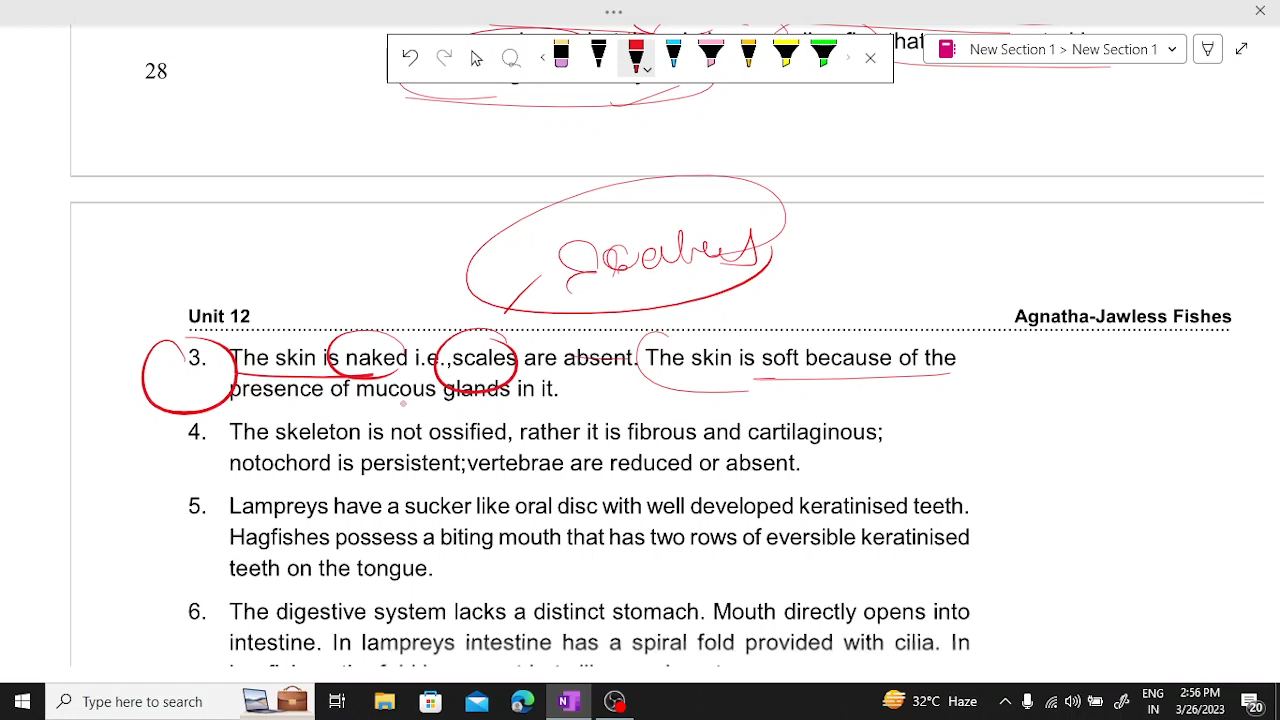 New Section 1 > New Section 1
28
Unit 12
Agnatha-Jawless Fishes
3. The skin is naked i.e.,scales are absent. The skin is soft because of the
presence of mucous glands in it.
4. The skeleton is not ossified, rather it is fibrous and cartilaginous;
notochord is persistent;vertebrae are reduced or absent.
5. Lampreys have a sucker like oral disc with well developed keratinised teeth.
Hagfishes possess a biting mouth that has two rows of eversible keratinised
teeth on the tongue.
6. The digestive system lacks a distinct stomach. Mouth directly opens into
intestine. In lampreys intestine has a spiral fold provided with cilia. In
Type here to search
32°C Haze
ENG
IN
2:56 PM
3/26/2023
20